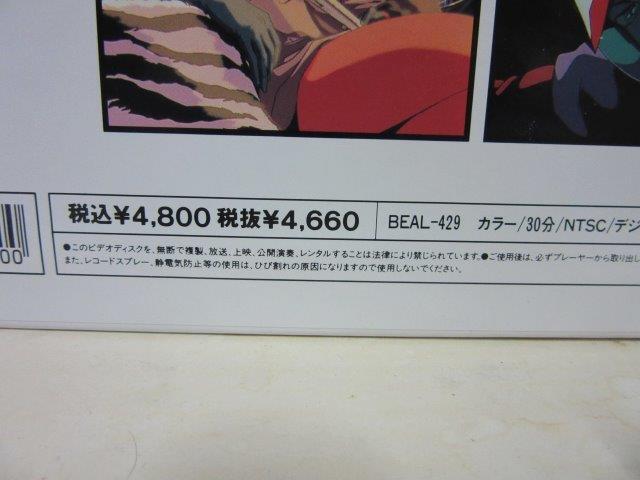 税込¥4,800 税抜¥4,660 BEAL-429 カラー/30分/NTSC/デジ
●このビデオディスクを、無断で複製、放送、上映、公開演奏、レンタルすることは法律により禁じられています。●ご使用後は、必ずプレーヤーから取り出し
また、レコードスプレー、静電気防止等の使用は、ひび割れの原因になりますので使用しないでください。
00